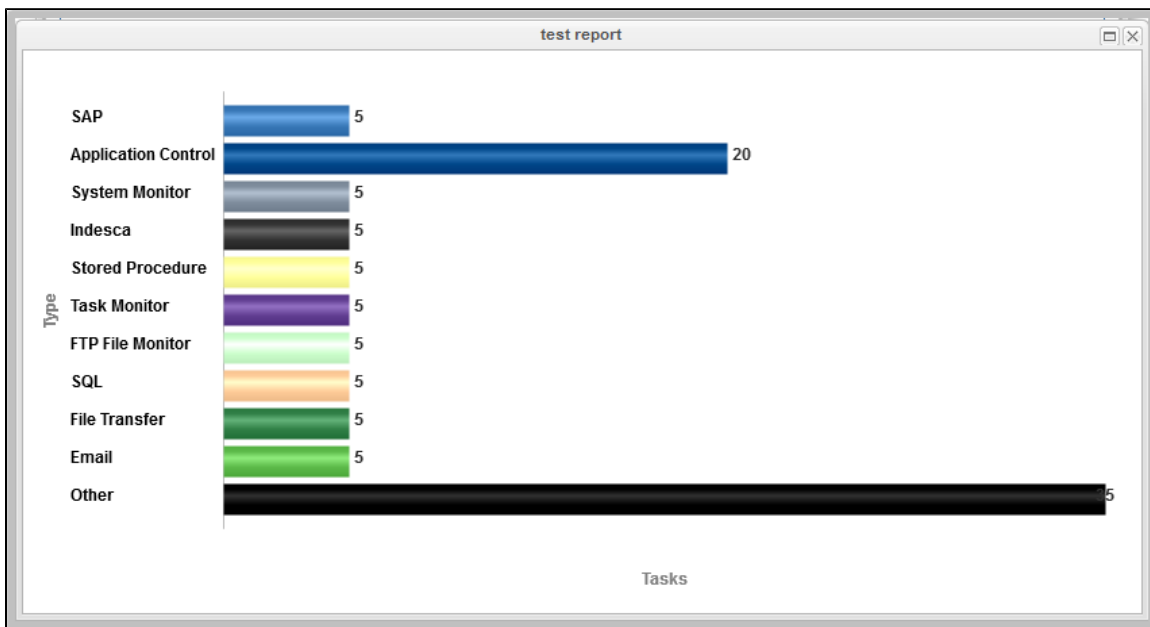 test report
SAP 5
Application Control 20
System Monitor 5
Indesca 5
Stored Procedure 5
Task Monitor 5
FTP File Monitor 5
SQL 5
File Transfer 5
Email 5
Other 35
Type
Tasks